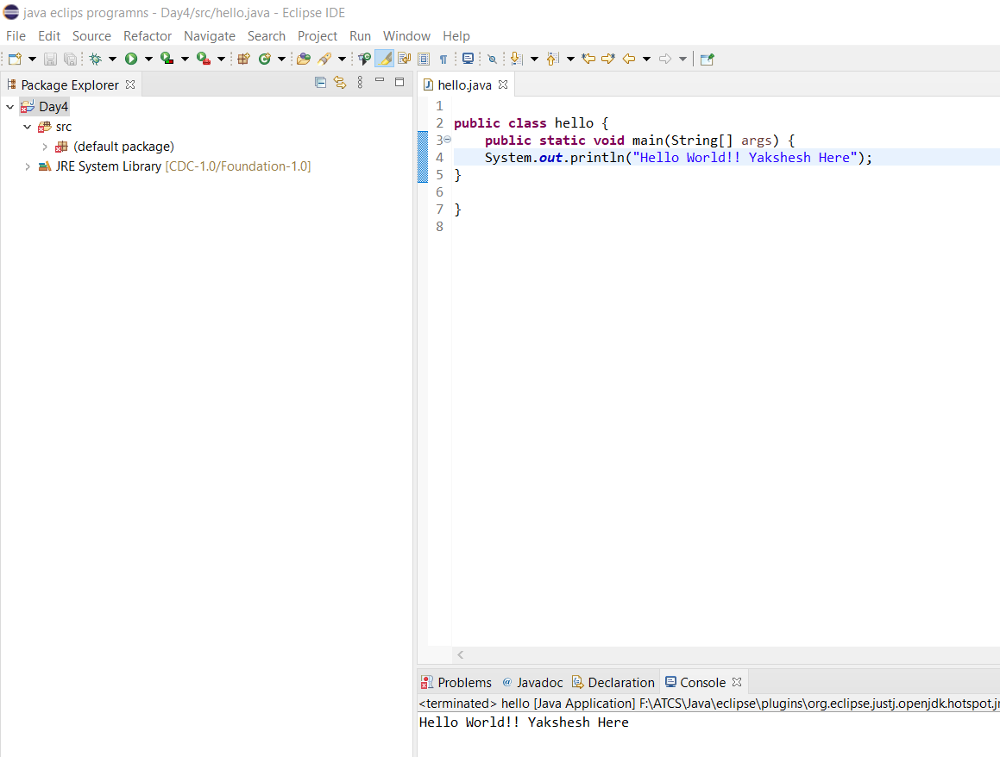 java eclips programns - Day4/src/hello.java - Eclipse IDE
File Edit Source Refactor Navigate Search Project Run Window Help
Package Explorer
Day4
src
(default package)
JRE System Library [CDC-1.0/Foundation-1.0]
hello.java
1
2 public class hello {
3 public static void main(String[] args) {
4 System.out.println("Hello World!! Yakshesh Here");
5 }
6
7 }
8
Problems @ Javadoc Declaration Console
<terminated> hello [Java Application] F:\ATCS\Java\eclipse\plugins\org.eclipse.justj.openjdk.hotspot.jr
Hello World!! Yakshesh Here